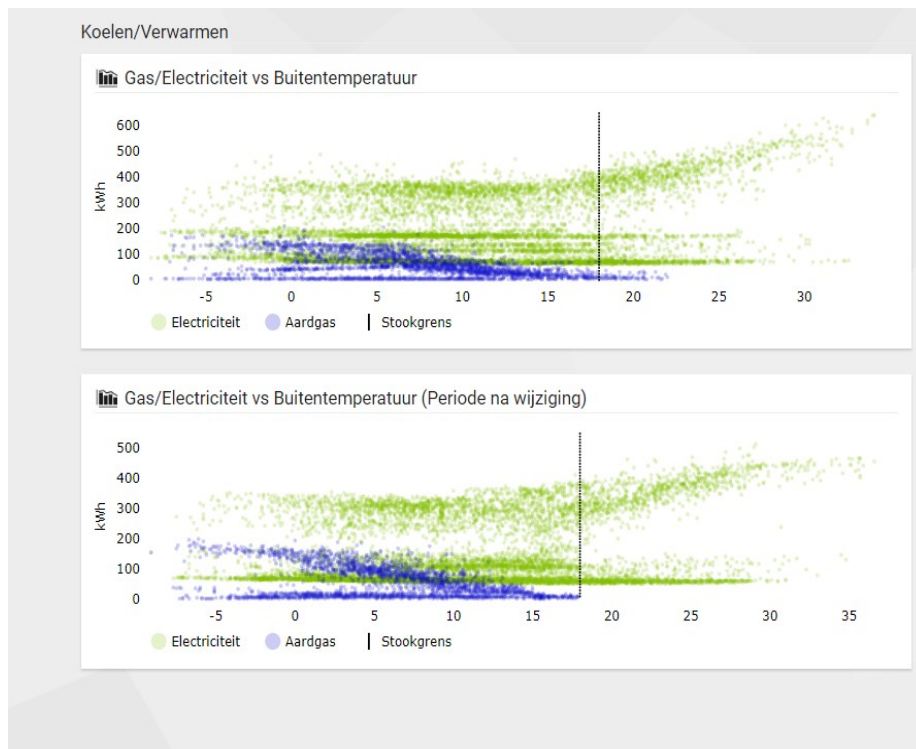 Koelen/Verwarmen
Gas/Electriciteit vs Buitentemperatuur
600
500
400
300
200
100
0
kWh
-5 0 5 10 15 20 25 30
Electriciteit Aardgas Stookgrens
Gas/Electriciteit vs Buitentemperatuur (Periode na wijziging)
500
400
300
200
100
0
kWh
-5 0 5 10 15 20 25 30 35
Electriciteit Aardgas Stookgrens